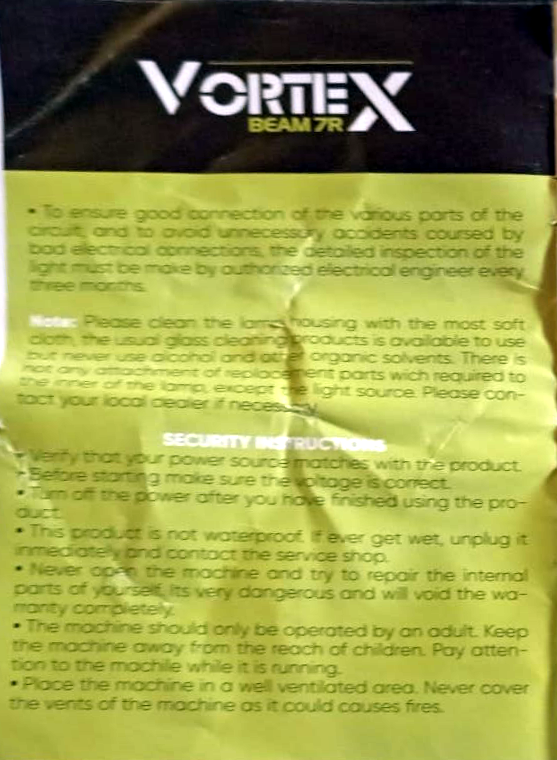 VORTEX
BEAM 7R
• To ensure good connection of the various parts of the
circuit, and to avoid unnecessary accidents coursed by
bad electrical connections, the detailed inspection of the
light must be make by authorized electrical engineer every
three months.
Note: Please clean the lamp housing with the most soft
cloth, the usual glass cleaning products is available to use
but never use alcohol and other organic solvents. There is
not any attachment of replacement parts wich required to
the inner of the lamp, except the light source. Please con-
tact your local dealer if necessary
SECURITY INSTRUCTIONS
• Verify that your power source matches with the product.
• Before starting make sure the voltage is correct.
• Turn off the power after you have finished using the pro-
duct.
• This product is not waterproof. If ever get wet, unplug it
inmediately and contact the service shop.
• Never open the machine and try to repair the internal
parts of yourself. Its very dangerous and will void the wa-
rranty completely.
• The machine should only be operated by an adult. Keep
the machine away from the reach of children. Pay atten-
tion to the machile while it is running.
• Place the machine in a well ventilated area. Never cover
the vents of the machine as it could causes fires.